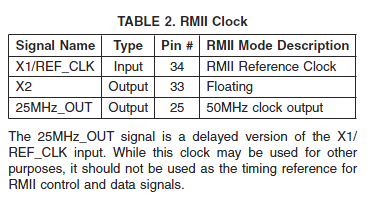 TABLE 2. RMII Clock
Signal Name Type Pin # RMII Mode Description
X1/REF_CLK Input 34 RMII Reference Clock
X2 Output 33 Floating
25MHz_OUT Output 25 50MHz clock output
The 25MHz_OUT signal is a delayed version of the X1/
REF_CLK input. While this clock may be used for other
purposes, it should not be used as the timing reference for
RMII control and data signals.